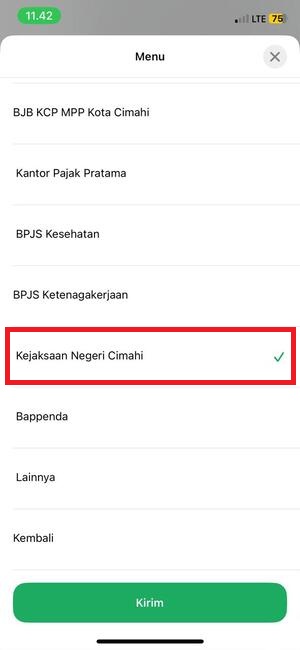 11.42
LTE 75
Menu
BJB KCP MPP Kota Cimahi
Kantor Pajak Pratama
BPJS Kesehatan
BPJS Ketenagakerjaan
Kejaksaan Negeri Cimahi
Bappenda
Lainnya
Kembali
Kirim